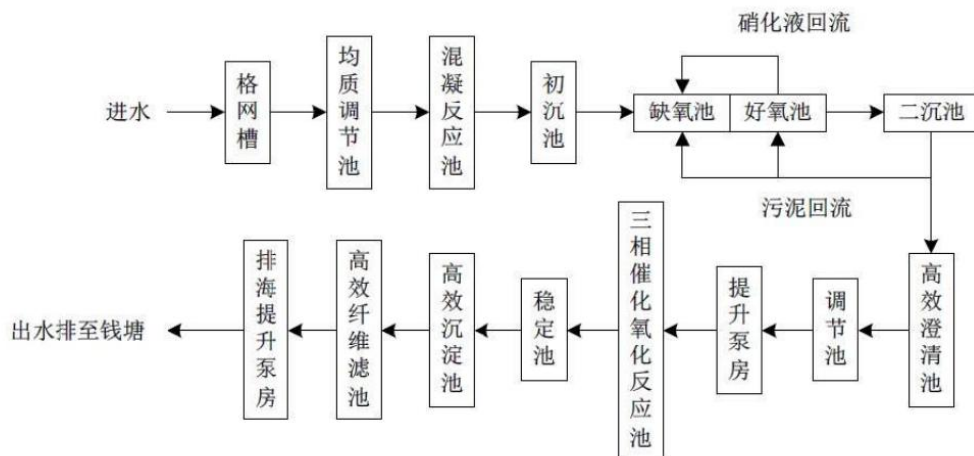 硝化液回流
进水
格网槽
均质调节池
混凝反应池
初沉池
缺氧池
好氧池
二沉池
污泥回流
出水排至钱塘
排海提升泵房
高效纤维滤池
高效沉淀池
稳定池
三相催化氧化反应池
提升泵房
调节池
高效澄清池